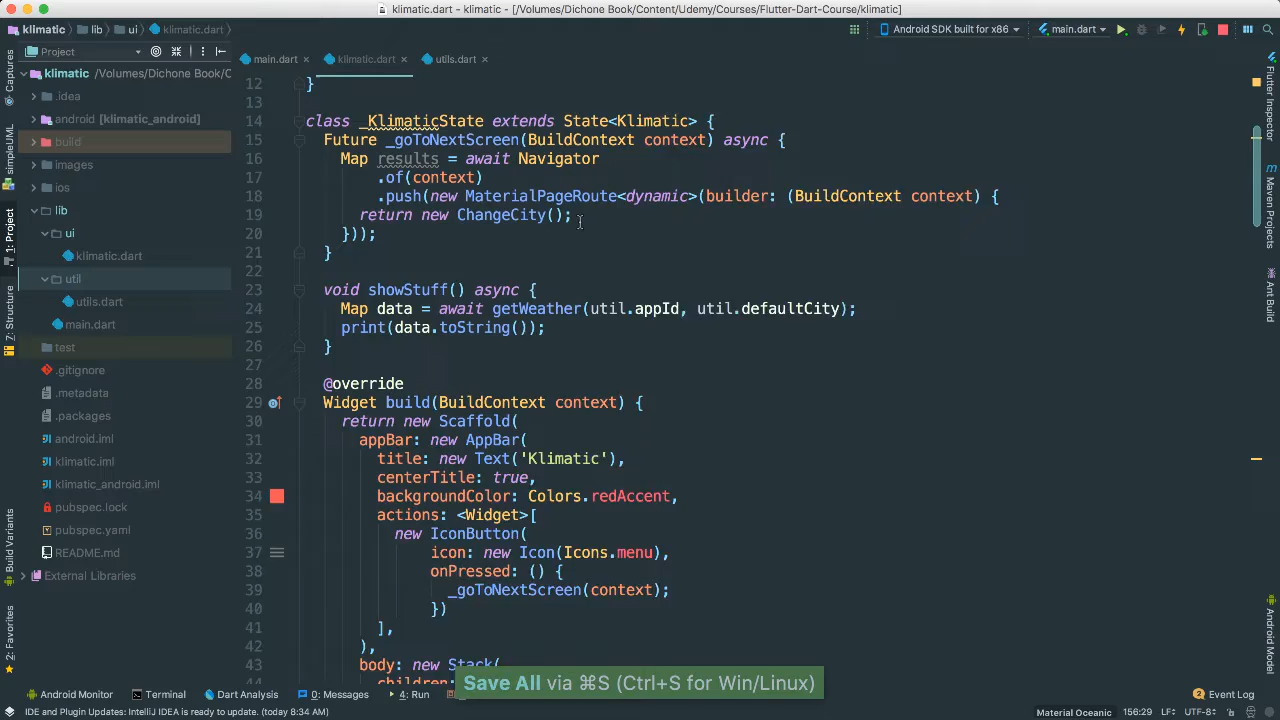 klimatic.dart - klimatic - [/Volumes/Dichone Book/Content/Udemy/Courses/Flutter-Dart-Course/klimatic]
klimatic lib ui klimatic.dart
Android SDK built for x86 main.dart
Project
main.dart klimatic.dart utils.dart
klimatic /Volumes/Dichone Book/C
.idea
android [klimatic_android]
build
images
ios
lib
ui
klimatic.dart
util
utils.dart
main.dart
test
.gitignore
.metadata
.packages
android.iml
klimatic.iml
klimatic_android.iml
pubspec.lock
pubspec.yaml
README.md
External Libraries
Captures
simpleUML
1: Project
7: Structure
Build Variants
2: Favorites
12 }
13
14 class _KlimaticState extends State<Klimatic> {
15 Future _goToNextScreen(BuildContext context) async {
16 Map results = await Navigator
17 .of(context)
18 .push(new MaterialPageRoute<dynamic>(builder: (BuildContext context) {
19 return new ChangeCity();
20 }));
21 }
22
23 void showStuff() async {
24 Map data = await getWeather(util.appId, util.defaultCity);
25 print(data.toString());
26 }
27
28 @override
29 Widget build(BuildContext context) {
30 return new Scaffold(
31 appBar: new AppBar(
32 title: new Text('Klimatic'),
33 centerTitle: true,
34 backgroundColor: Colors.redAccent,
35 actions: <Widget>[
36 new IconButton(
37 icon: new Icon(Icons.menu),
38 onPressed: () {
39 _goToNextScreen(context);
40 })
41 ],
42 ),
43 body: new Stack(
children:
Save All via ⌘S (Ctrl+S for Win/Linux)
Flutter Inspector
Maven Projects
Ant Build
Android Model
Android Monitor Terminal Dart Analysis 0: Messages 4: Run
2 Event Log
IDE and Plugin Updates: IntelliJ IDEA is ready to update. (today 8:34 AM)
Material Oceanic 156:29 LF÷ UTF-8÷